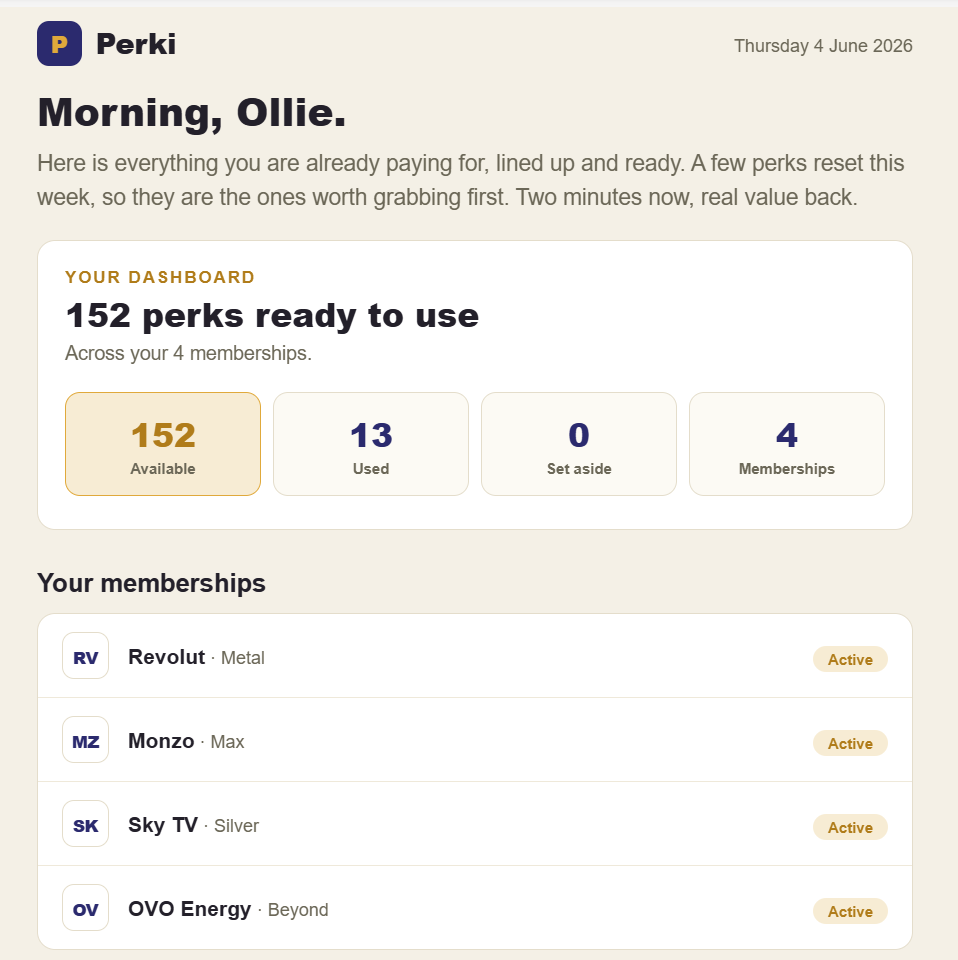 P Perki
Thursday 4 June 2026
Morning, Ollie.
Here is everything you are already paying for, lined up and ready. A few perks reset this
week, so they are the ones worth grabbing first. Two minutes now, real value back.
YOUR DASHBOARD
152 perks ready to use
Across your 4 memberships.
152
Available
13
Used
0
Set aside
4
Memberships
Your memberships
RV Revolut · Metal Active
MZ Monzo · Max Active
SK Sky TV · Silver Active
OV OVO Energy · Beyond Active